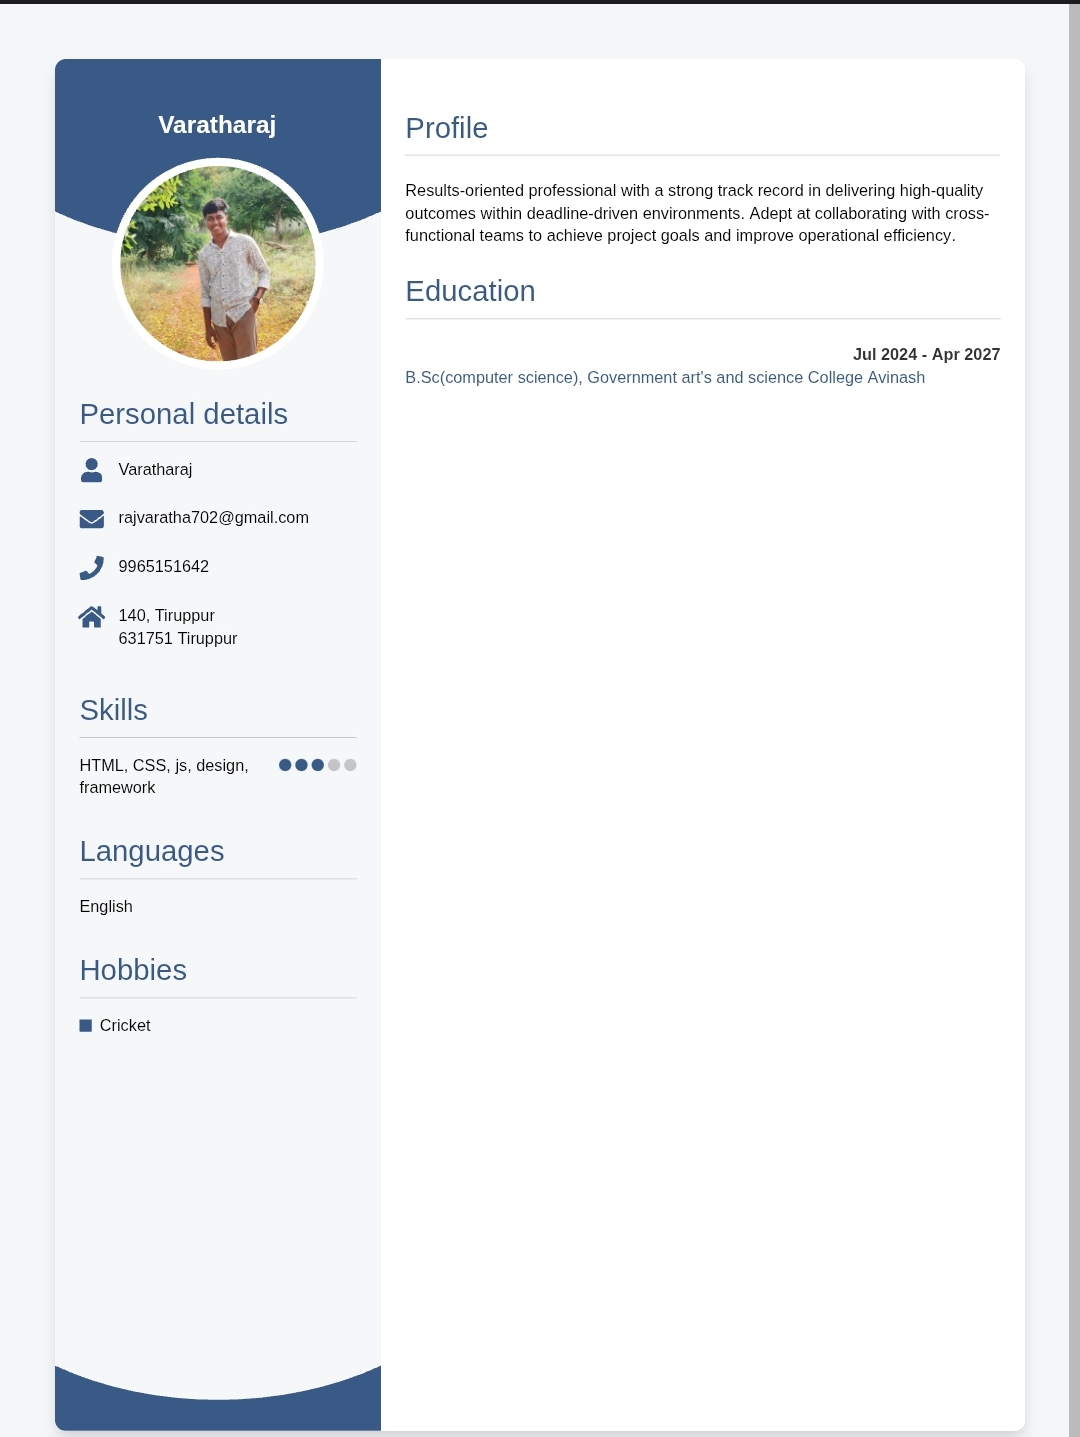 Varatharaj
Personal details
Varatharaj
rajvaratha702@gmail.com
9965151642
140, Tiruppur
631751 Tiruppur
Skills
HTML, CSS, js, design,
framework
Languages
English
Hobbies
Cricket
Profile
Results-oriented professional with a strong track record in delivering high-quality
outcomes within deadline-driven environments. Adept at collaborating with cross-
functional teams to achieve project goals and improve operational efficiency.
Education
Jul 2024 - Apr 2027
B.Sc(computer science), Government art's and science College Avinash